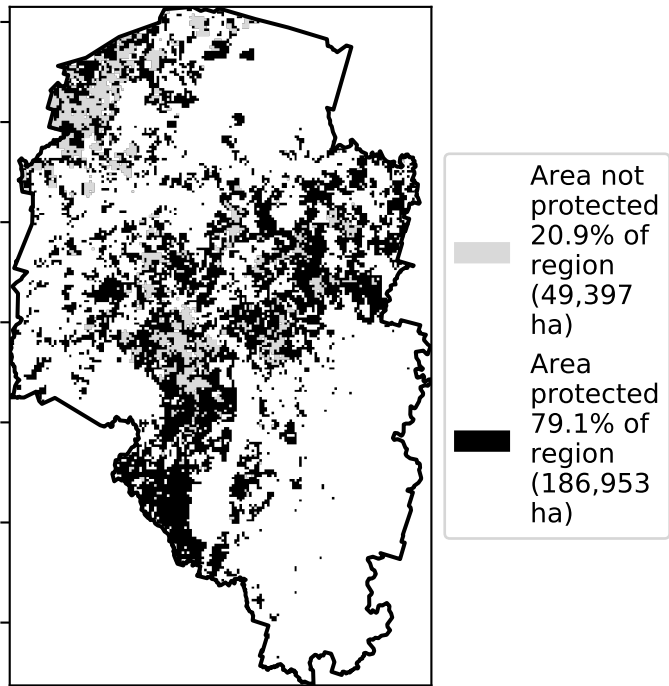 Area not
protected
20.9% of
region
(49,397
ha)
Area
protected
79.1% of
region
(186,953
ha)